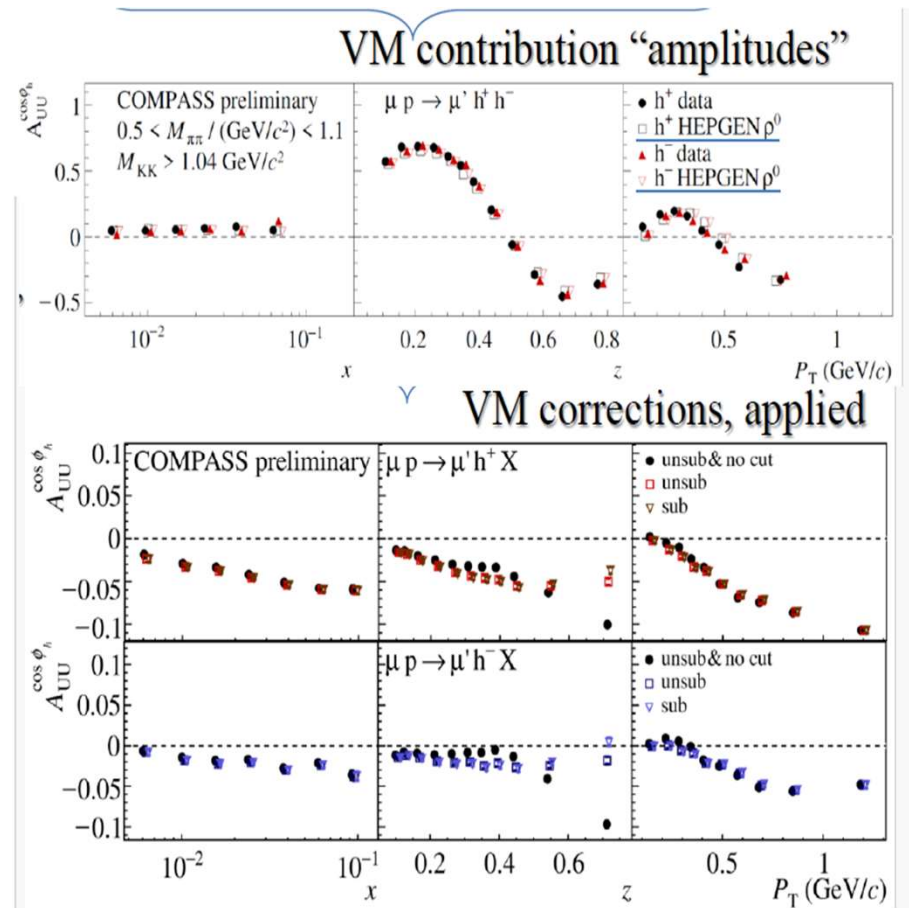 VM contribution “amplitudes”
A_UU^{cos φ_h}
COMPASS preliminary
0.5 < M_ππ / (GeV/c²) < 1.1
M_KK > 1.04 GeV/c²
μ p → μ' h⁺ h⁻
h⁺ data
h⁺ HEPGEN ρ⁰
h⁻ data
h⁻ HEPGEN ρ⁰
1
0.5
0
−0.5
10⁻² 10⁻¹ 0.2 0.4 0.6 0.8 0.5 1
x z P_T (GeV/c)
VM corrections, applied
A_UU^{cos φ_h}
COMPASS preliminary
μ p → μ' h⁺ X
unsub& no cut
unsub
sub
0.1
0.05
0
−0.05
−0.1
A_UU^{cos φ_h}
μ p → μ' h⁻ X
unsub& no cut
unsub
sub
0.1
0.05
0
−0.05
−0.1
10⁻² 10⁻¹ 0.2 0.4 0.6 0.5 1
x z P_T (GeV/c)